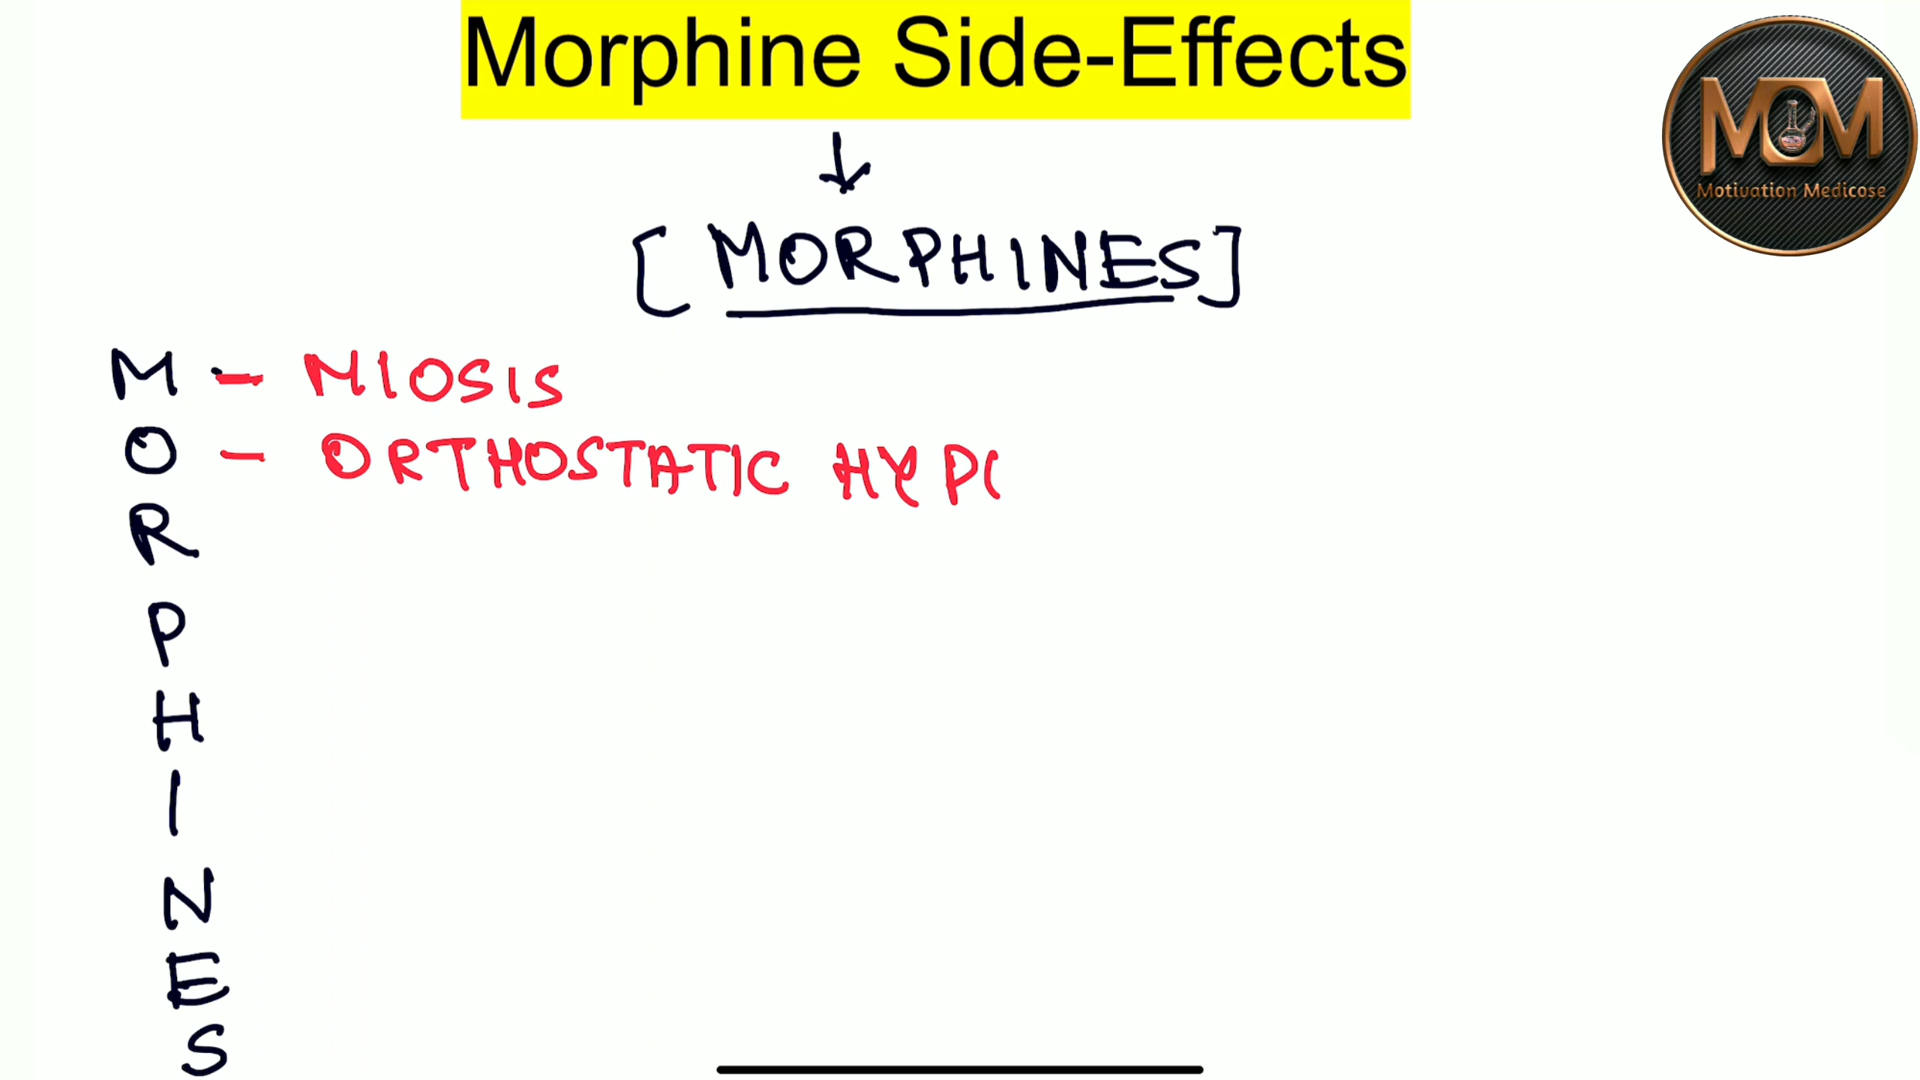 Morphine Side-Effects
MOM
Motivation Medicose
[MORPHINES]
M - MIOSIS
O - ORTHOSTATIC HYPO
R
P
H
I
N
E
S